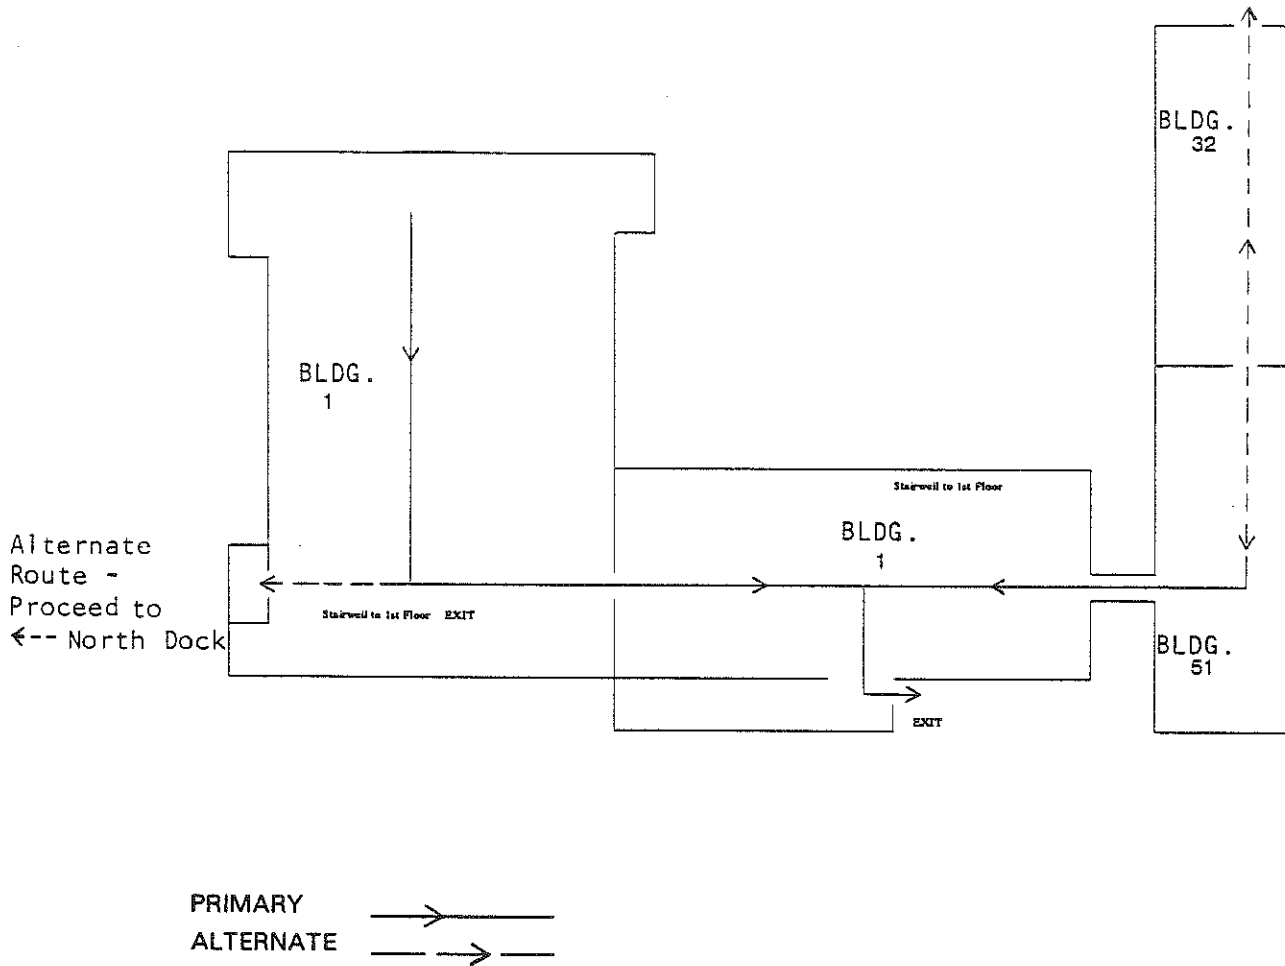 BLDG.
32
BLDG.
1
Stairwell to 1st Floor
BLDG.
1
Alternate
Route -
Proceed to
<-- North Dock
Stairwell to 1st Floor EXIT
BLDG.
51
EXIT
PRIMARY
ALTERNATE